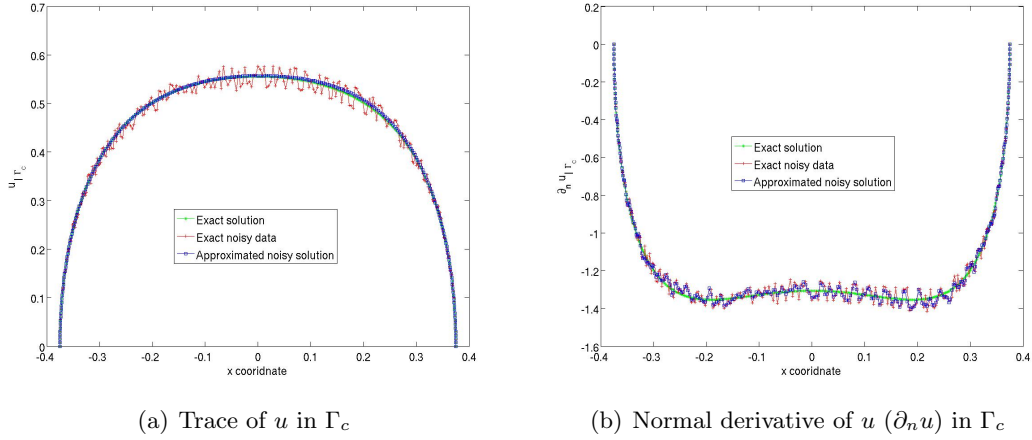 0.7
0.6
0.5
0.4
0.3
0.2
0.1
0
u| Γc
Exact solution
Exact noisy data
Approximated noisy solution
-0.4 -0.3 -0.2 -0.1 0 0.1 0.2 0.3 0.4
x cooridnate
(a) Trace of u in Γc
0.2
0
-0.2
-0.4
-0.6
-0.8
-1
-1.2
-1.4
-1.6
∂n u| Γc
Exact solution
Exact noisy data
Approximated noisy solution
-0.4 -0.3 -0.2 -0.1 0 0.1 0.2 0.3 0.4
x cooridnate
(b) Normal derivative of u (∂nu) in Γc